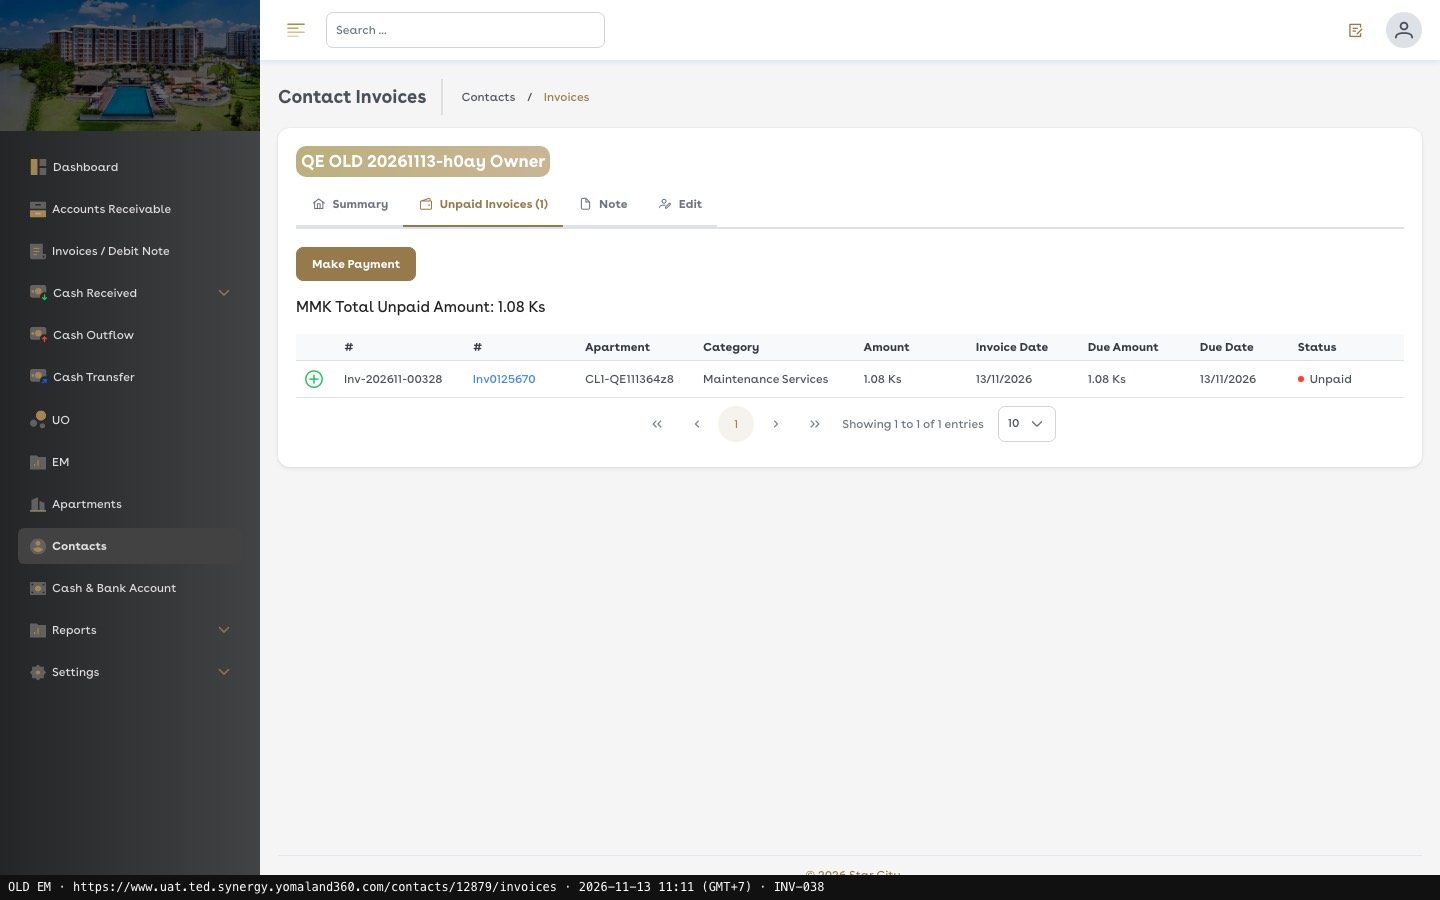 Search ...
Contact Invoices
Contacts / Invoices
QE OLD 20261113-h0ay Owner
Summary
Unpaid Invoices (1)
Note
Edit
Make Payment
MMK Total Unpaid Amount: 1.08 Ks
# # Apartment Category Amount Invoice Date Due Amount Due Date Status
Inv-202611-00328 Inv0125670 CL1-QE111364z8 Maintenance Services 1.08 Ks 13/11/2026 1.08 Ks 13/11/2026 Unpaid
1
Showing 1 to 1 of 1 entries
10
Dashboard
Accounts Receivable
Invoices / Debit Note
Cash Received
Cash Outflow
Cash Transfer
UO
EM
Apartments
Contacts
Cash & Bank Account
Reports
Settings
© 2026 Star City
OLD EM · https://www.uat.ted.synergy.yomaland360.com/contacts/12879/invoices · 2026-11-13 11:11 (GMT+7) · INV-038